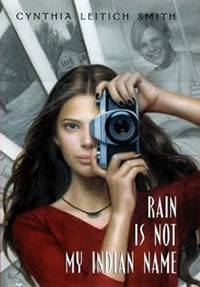 CYNTHIA LEITICH SMITH
RAIN
IS NOT
MY INDIAN NAME